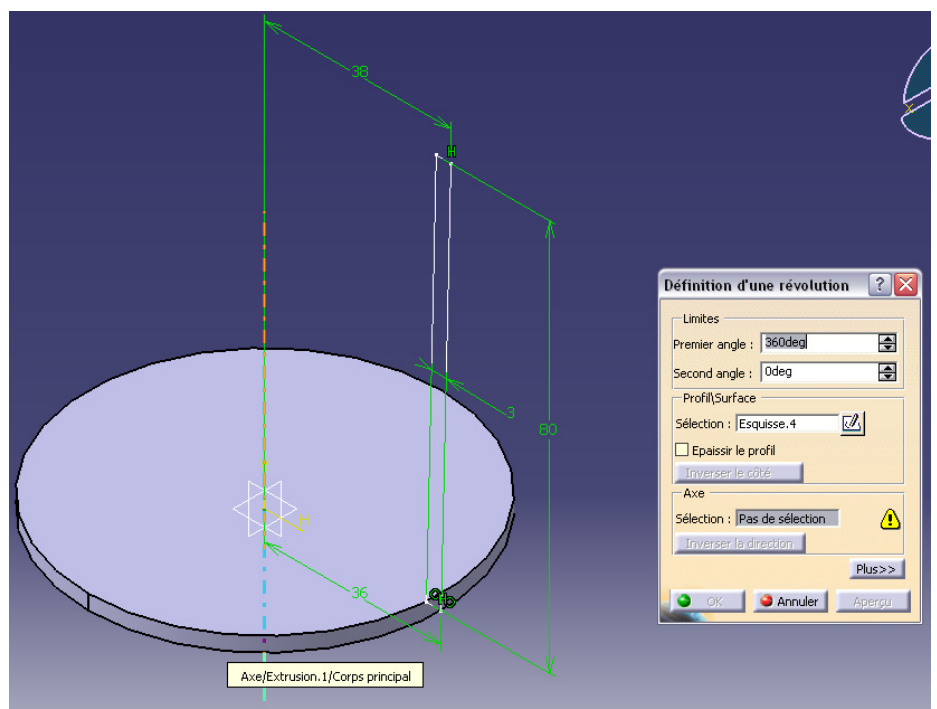 38
H
3
80
H
36
Axe/Extrusion.1/Corps principal
Définition d'une révolution
Limites
Premier angle : 360deg
Second angle : 0deg
Profil\Surface
Sélection : Esquisse.4
Epaissir le profil
Inverser le côté
Axe
Sélection : Pas de sélection
Inverser la direction
Plus>>
OK Annuler Aperçu